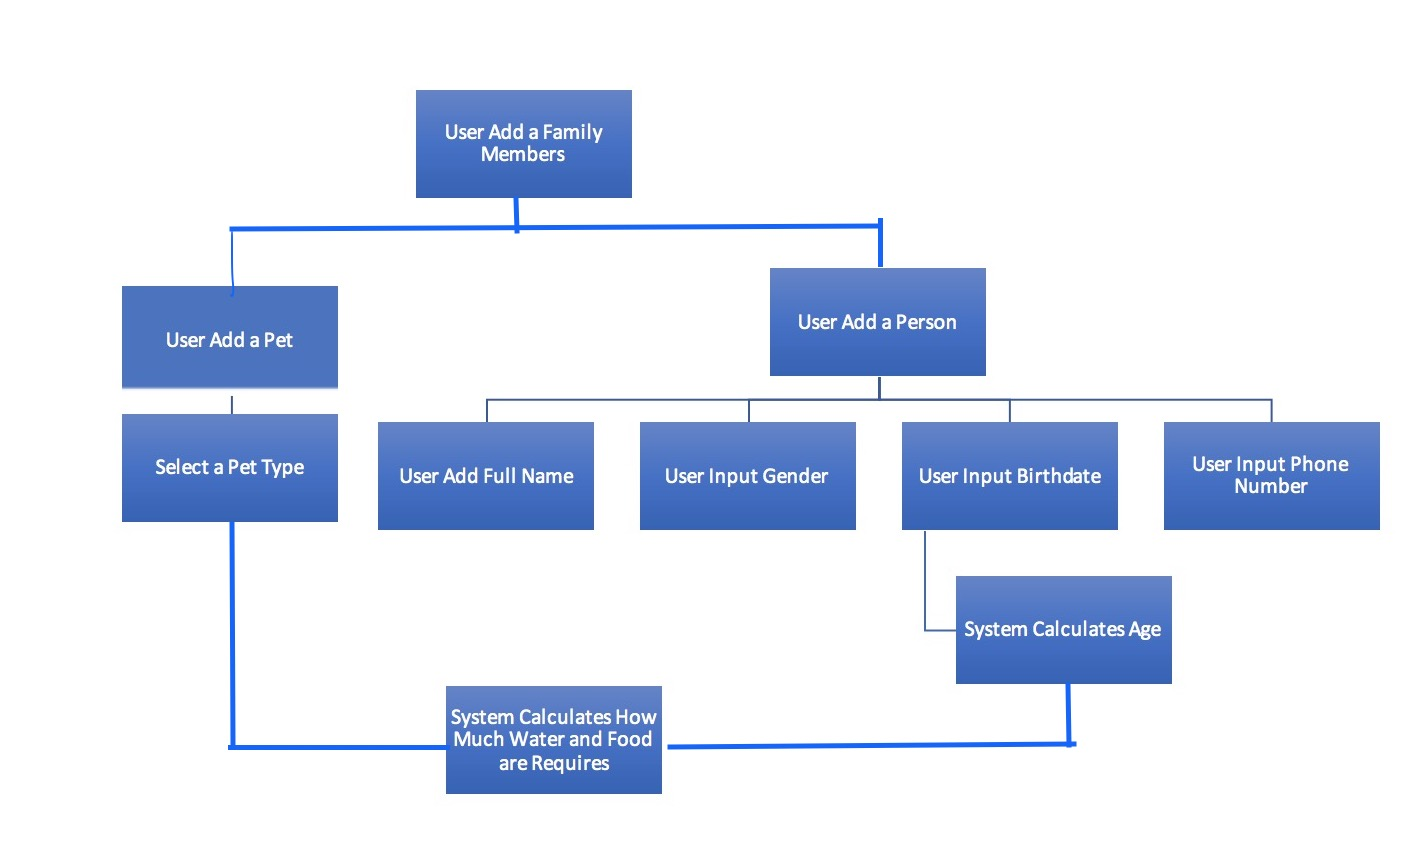 User Add a Family
Members
User Add a Person
User Add a Pet
Select a Pet Type
User Add Full Name
User Input Gender
User Input Birthdate
User Input Phone
Number
System Calculates Age
System Calculates How
Much Water and Food
are Requires